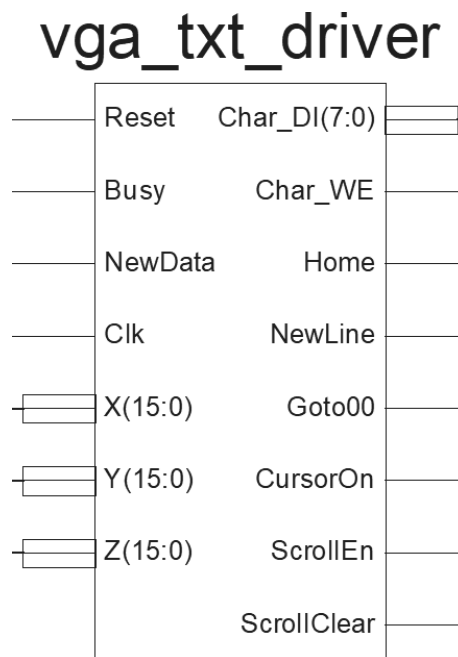 vga_txt_driver
Reset Char_DI(7:0)
Busy Char_WE
NewData Home
Clk NewLine
X(15:0) Goto00
Y(15:0) CursorOn
Z(15:0) ScrollEn
ScrollClear